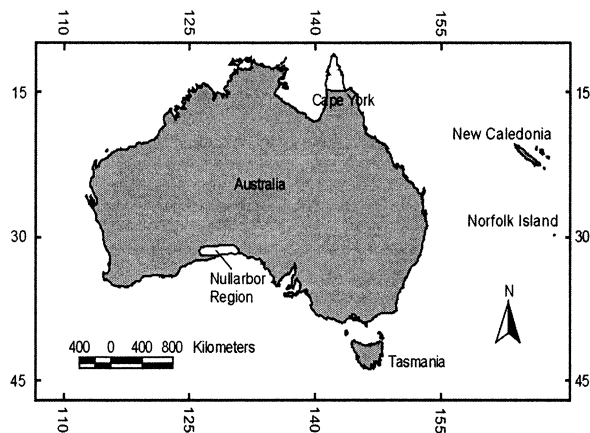 110 125 140 155
15 15
Cape York
New Caledonia
Australia
Norfolk Island
30 30
Nullarbor
Region
N
400 0 400 800 Kilometers
Tasmania
45 45
110 125 140 155